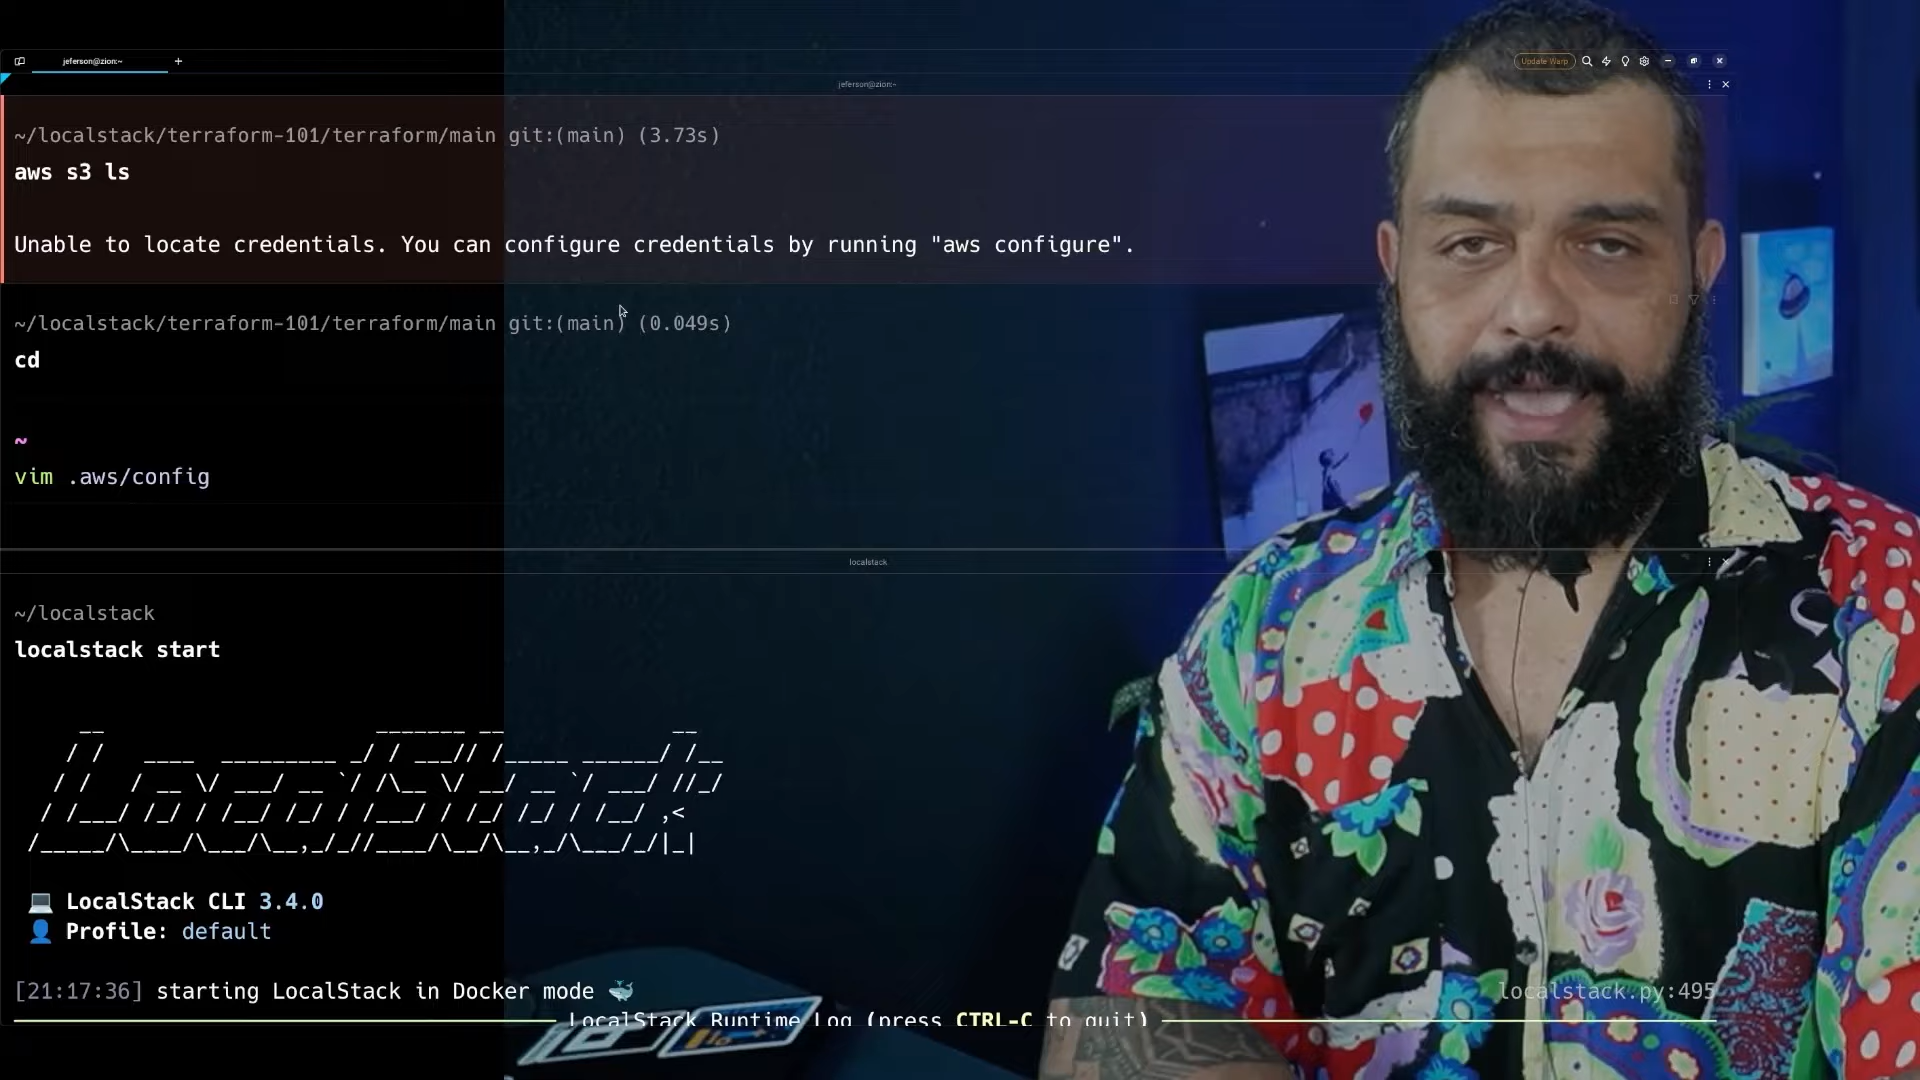 jeferson@zion:~
+
Update Warp
jeferson@zion:~
~/localstack/terraform-101/terraform/main git:(main) (3.73s)
aws s3 ls
Unable to locate credentials. You can configure credentials by running "aws configure".
~/localstack/terraform-101/terraform/main git:(main) (0.049s)
cd
~
vim .aws/config
localstack
~/localstack
localstack start
LocalStack
LocalStack CLI 3.4.0
Profile: default
[21:17:36] starting LocalStack in Docker mode 🐳 localstack.py:495
LocalStack Runtime Log (press CTRL-C to quit)